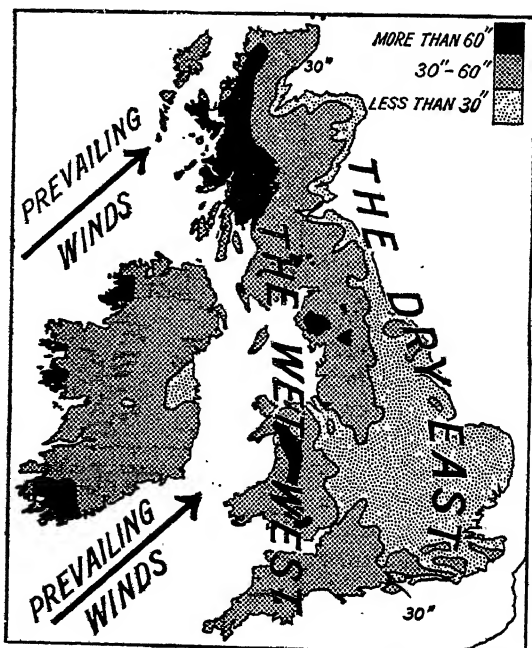 MORE THAN 60"
30"-60"
LESS THAN 30"
30"
PREVAILING
WINDS
THE DRY EAST
THE WET WEST
PREVAILING
WINDS
30"